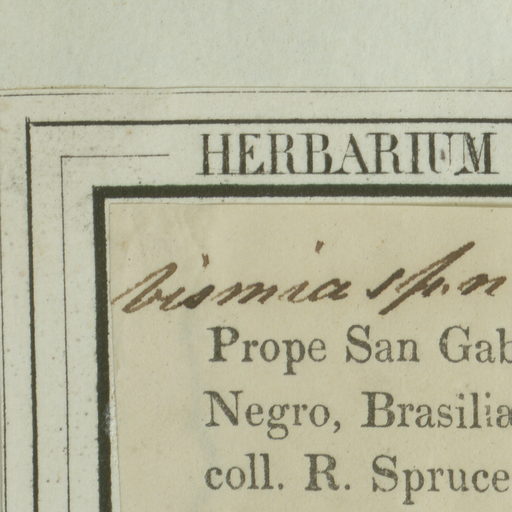 HERBARIUM
Vismia sp. n
Prope San Gab
Negro, Brasilia
coll. R. Spruce